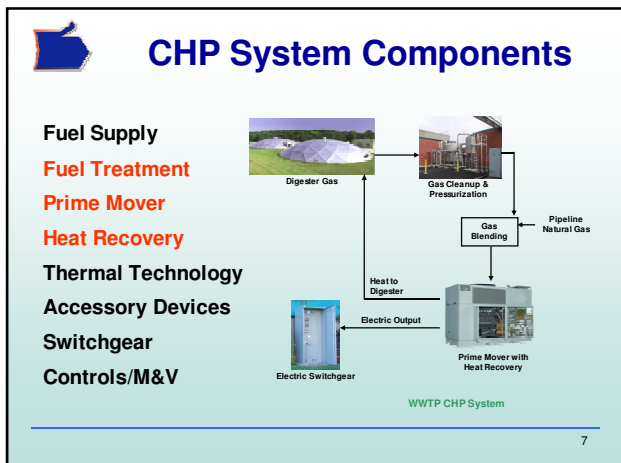 CHP System Components
Fuel Supply
Fuel Treatment
Prime Mover
Heat Recovery
Thermal Technology
Accessory Devices
Switchgear
Controls/M&V
Digester Gas
Gas Cleanup &
Pressurization
Gas
Blending
Pipeline
Natural Gas
Heat to
Digester
Electric Output
Electric Switchgear
Prime Mover with
Heat Recovery
WWTP CHP System
7